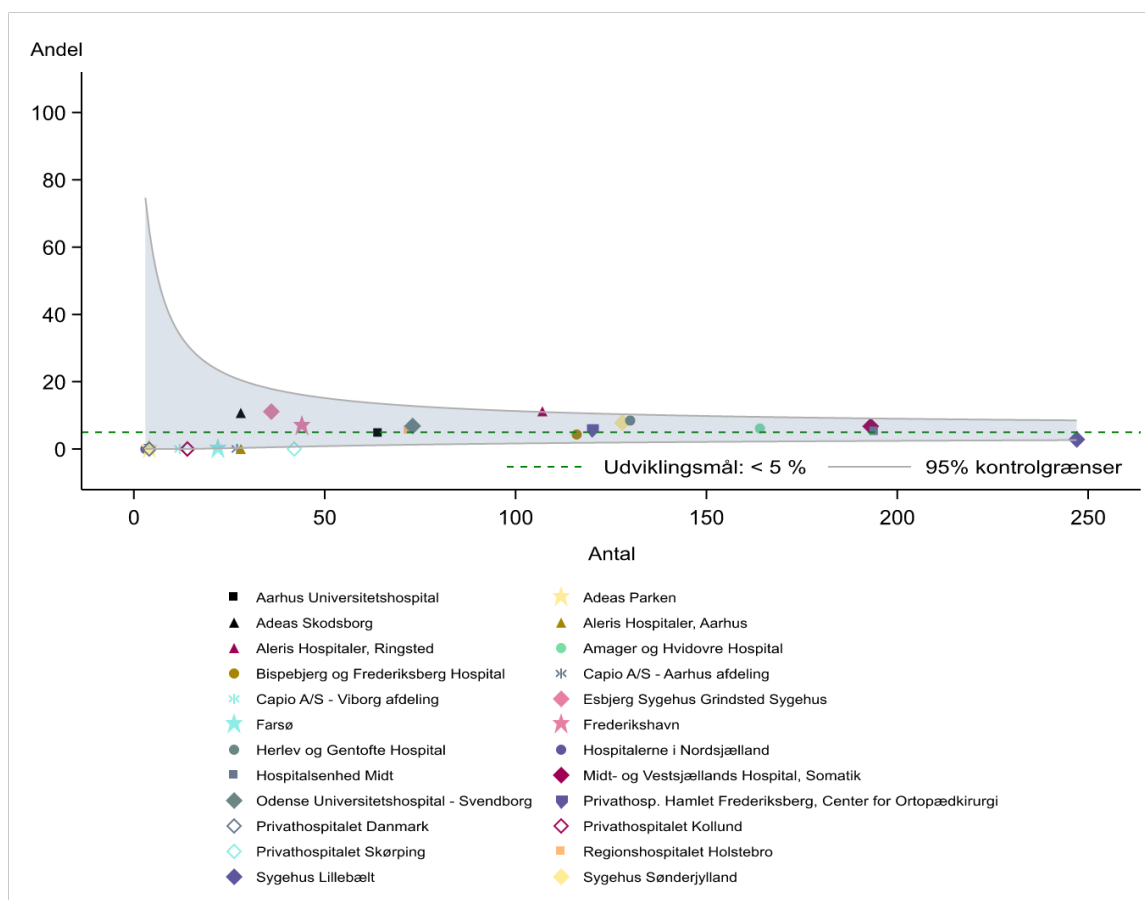 Andel
100
80
60
40
20
0
Udviklingsmål: < 5 %
95% kontrolgrænser
0 50 100 150 200 250
Antal
Aarhus Universitetshospital
Adeas Parken
Adeas Skodsborg
Aleris Hospitaler, Aarhus
Aleris Hospitaler, Ringsted
Amager og Hvidovre Hospital
Bispebjerg og Frederiksberg Hospital
Capio A/S - Aarhus afdeling
Capio A/S - Viborg afdeling
Esbjerg Sygehus Grindsted Sygehus
Farsø
Frederikshavn
Herlev og Gentofte Hospital
Hospitalerne i Nordsjælland
Hospitalsenhed Midt
Midt- og Vestsjællands Hospital, Somatik
Odense Universitetshospital - Svendborg
Privathosp. Hamlet Frederiksberg, Center for Ortopædkirurgi
Privathospitalet Danmark
Privathospitalet Kollund
Privathospitalet Skørping
Regionshospitalet Holstebro
Sygehus Lillebælt
Sygehus Sønderjylland